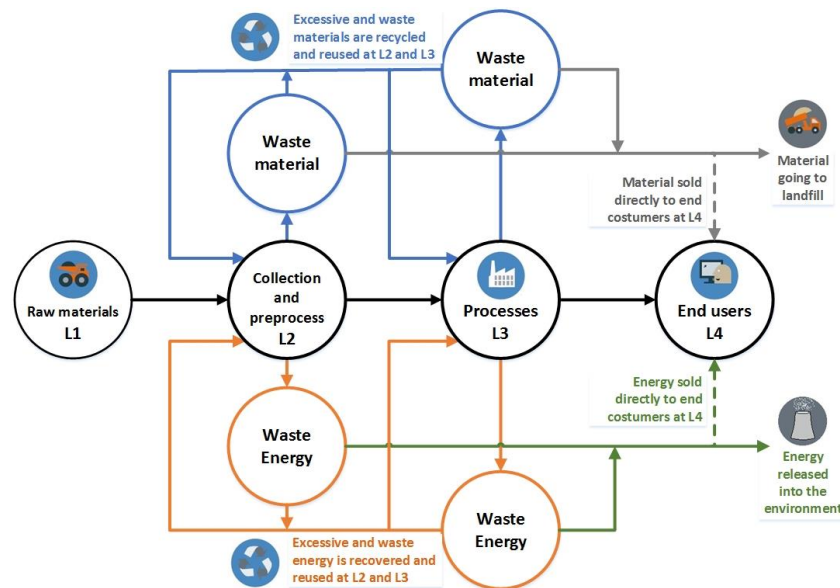 Excessive and waste
materials are recycled
and reused at L2 and L3
Waste
material
Waste
material
Material
going to
landfill
Material sold
directly to end
costumers at L4
Raw materials
L1
Collection
and
preprocess
L2
Processes
L3
End users
L4
Energy sold
directly to end
costumers at L4
Waste
Energy
Energy
released
into the
environment
Waste
Energy
Excessive and waste
energy is recovered and
reused at L2 and L3